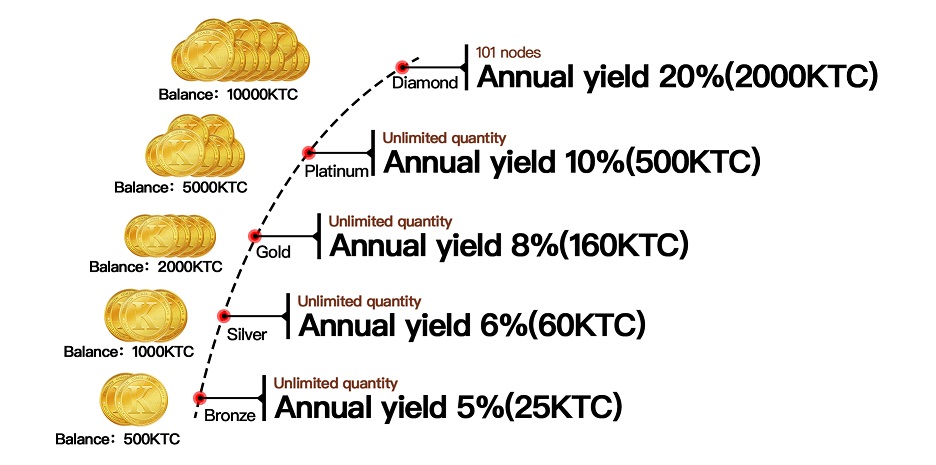 101 nodes
Diamond
Annual yield 20%(2000KTC)
Balance: 10000KTC
Unlimited quantity
Platinum
Annual yield 10%(500KTC)
Balance: 5000KTC
Unlimited quantity
Gold
Annual yield 8%(160KTC)
Balance: 2000KTC
Unlimited quantity
Silver
Annual yield 6%(60KTC)
Balance: 1000KTC
Unlimited quantity
Bronze
Annual yield 5%(25KTC)
Balance: 500KTC